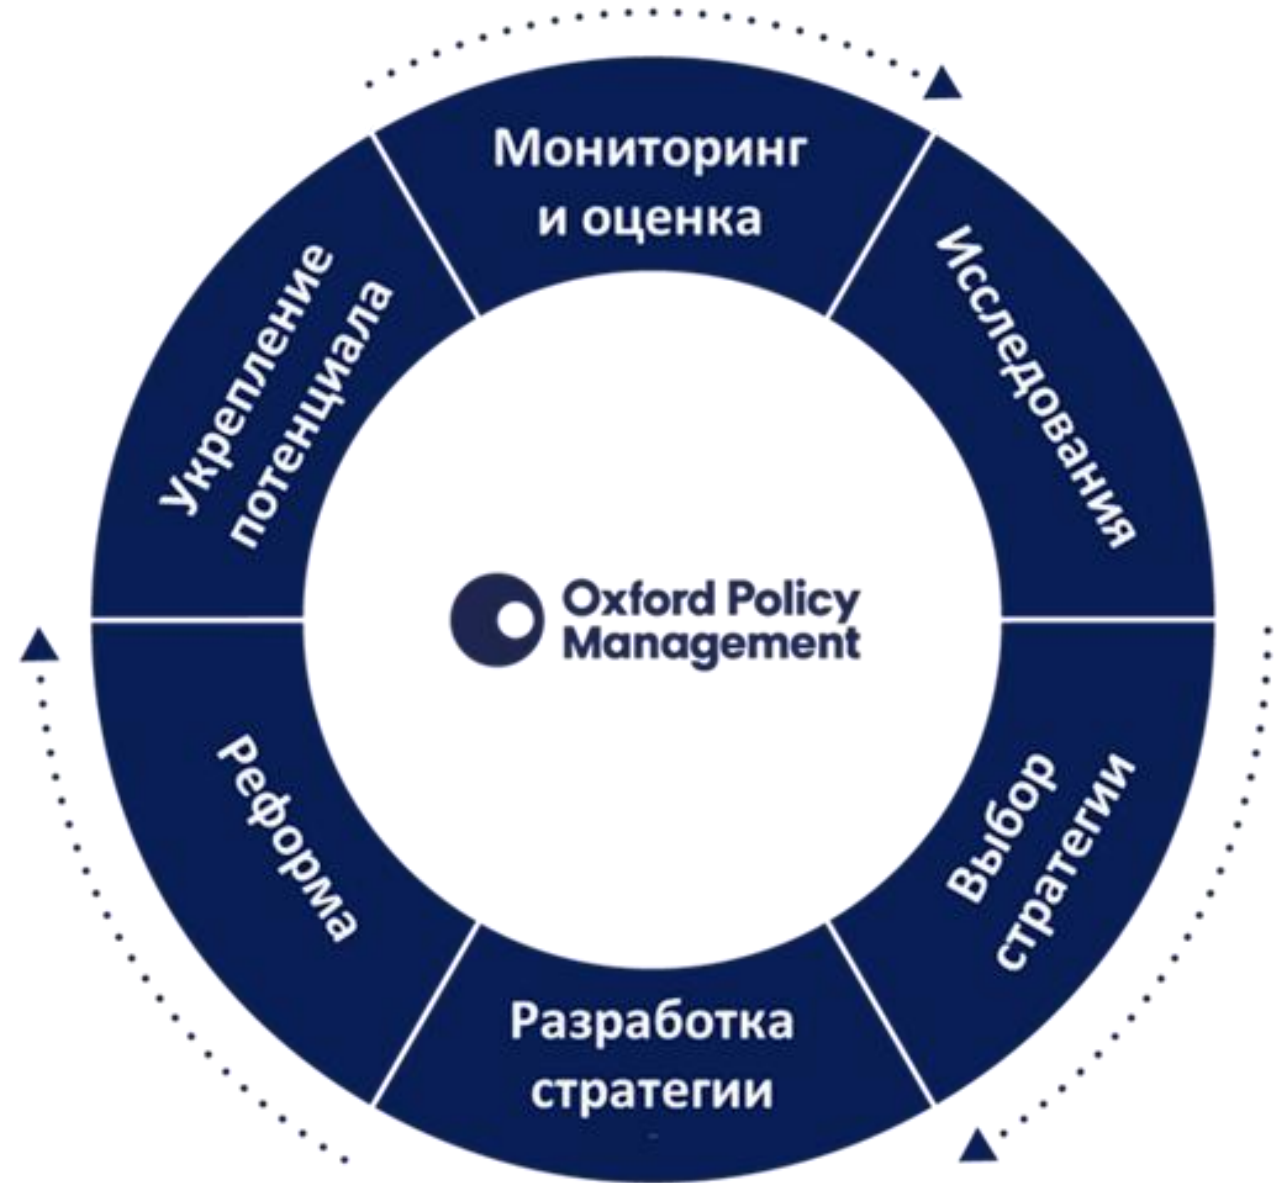 Мониторинг
и оценка
Исследования
Выбор
стратегии
Разработка
стратегии
Реформа
Укрепление
потенциала
Oxford Policy
Management